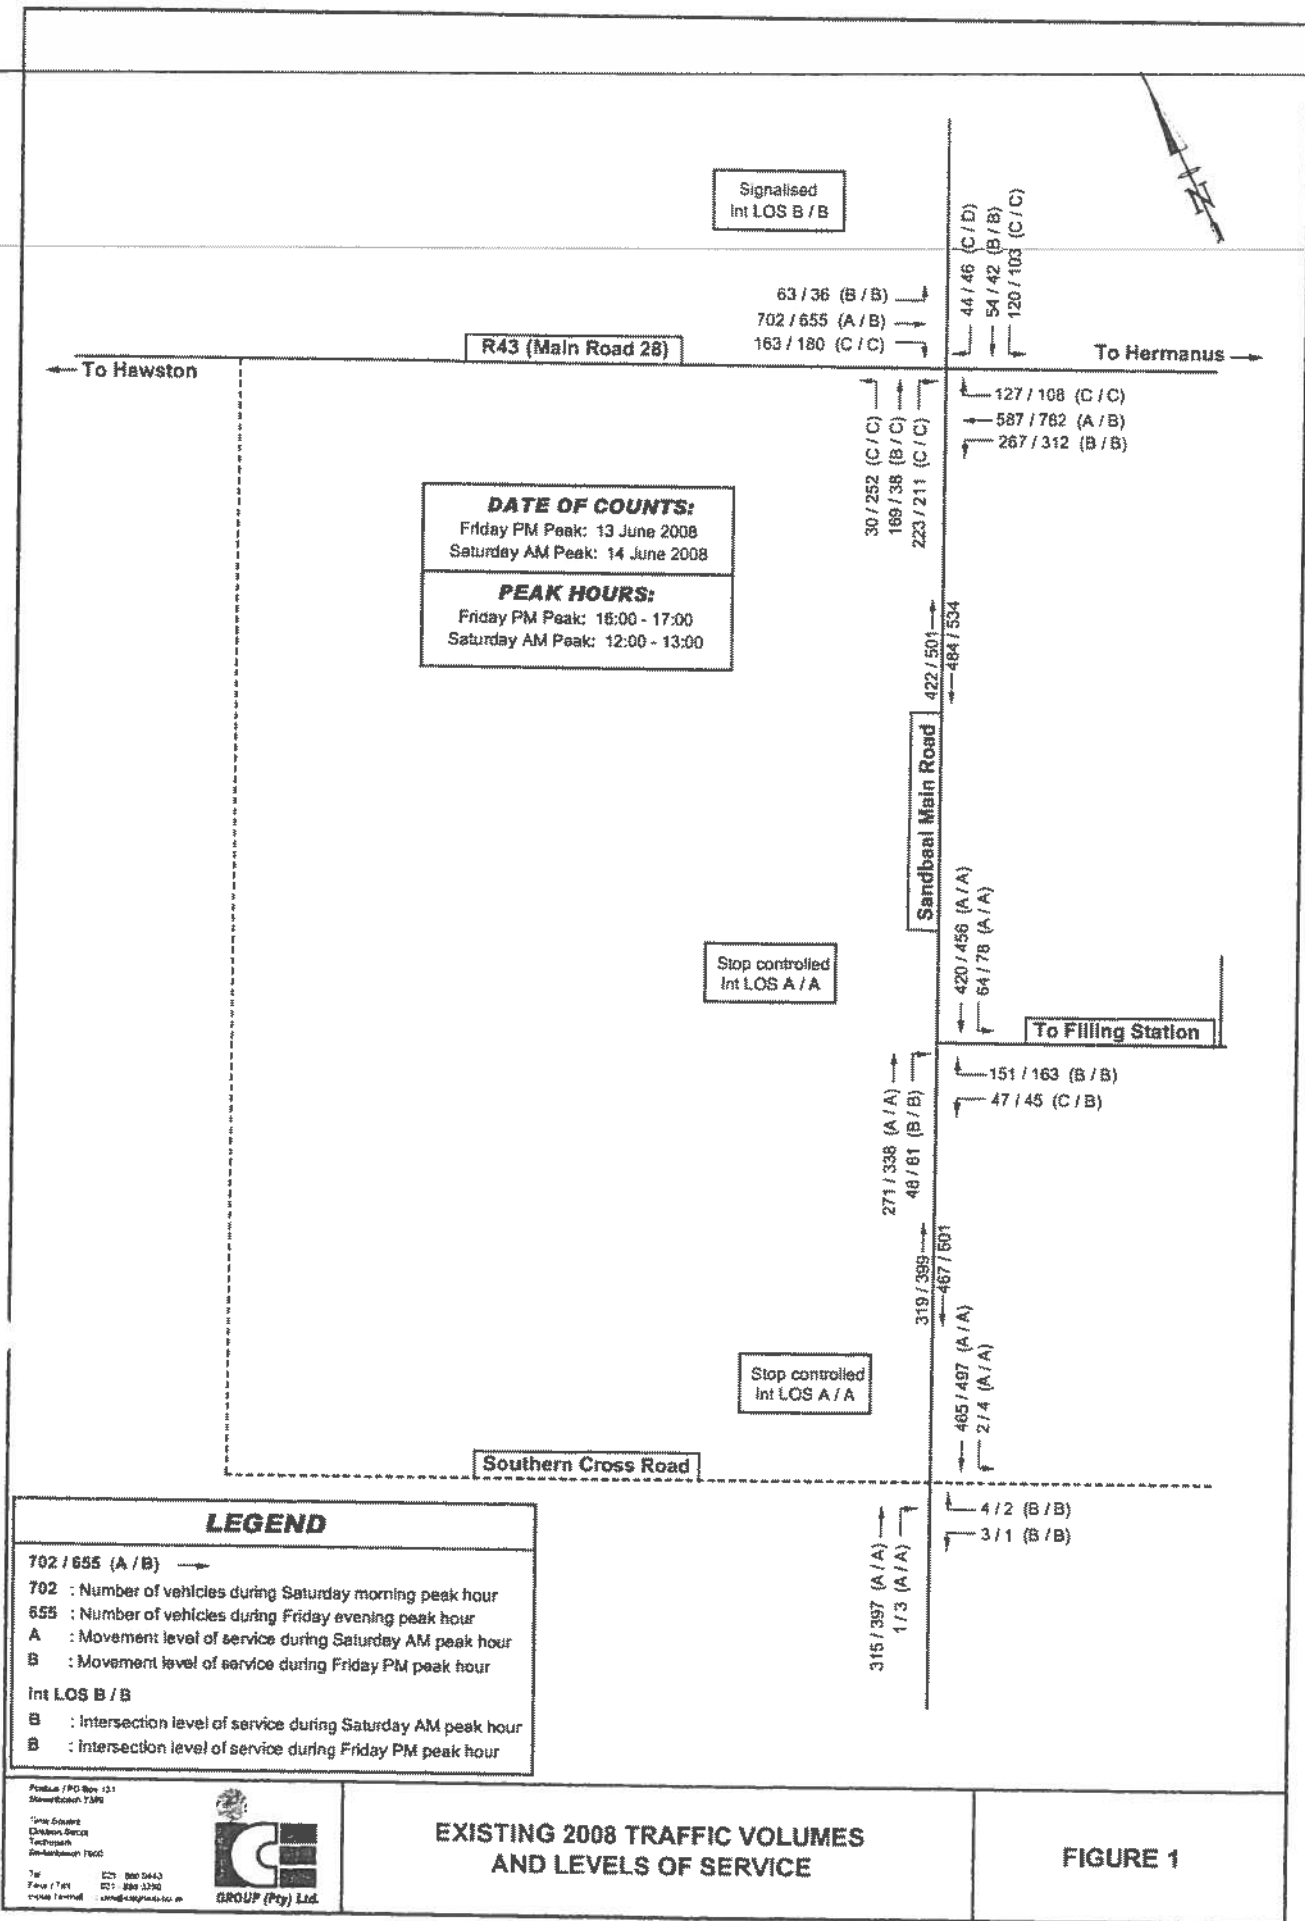 Signalised
Int LOS B / B
44 / 46 (C / D)
54 / 42 (B / B)
120 / 103 (C / C)
N
63 / 36 (B / B)
702 / 655 (A / B)
163 / 180 (C / C)
R43 (Main Road 28)
To Hawston
To Hermanus
127 / 108 (C / C)
587 / 782 (A / B)
267 / 312 (B / B)
30 / 252 (C / C)
169 / 38 (B / C)
223 / 211 (C / C)
DATE OF COUNTS:
Friday PM Peak: 13 June 2008
Saturday AM Peak: 14 June 2008
PEAK HOURS:
Friday PM Peak: 16:00 - 17:00
Saturday AM Peak: 12:00 - 13:00
422 / 501
484 / 534
Sandbaai Main Road
420 / 456 (A / A)
64 / 78 (A / A)
Stop controlled
Int LOS A / A
To Filling Station
151 / 163 (B / B)
47 / 45 (C / B)
271 / 338 (A / A)
48 / 61 (B / B)
319 / 399
467 / 501
Stop controlled
Int LOS A / A
465 / 497 (A / A)
2 / 4 (A / A)
Southern Cross Road
4 / 2 (B / B)
3 / 1 (B / B)
315 / 397 (A / A)
1 / 3 (A / A)
LEGEND
702 / 655 (A / B)
702 : Number of vehicles during Saturday morning peak hour
655 : Number of vehicles during Friday evening peak hour
A : Movement level of service during Saturday AM peak hour
B : Movement level of service during Friday PM peak hour
Int LOS B / B
B : Intersection level of service during Saturday AM peak hour
B : Intersection level of service during Friday PM peak hour
ICE
GROUP (Pty) Ltd.
EXISTING 2008 TRAFFIC VOLUMES
AND LEVELS OF SERVICE
FIGURE 1